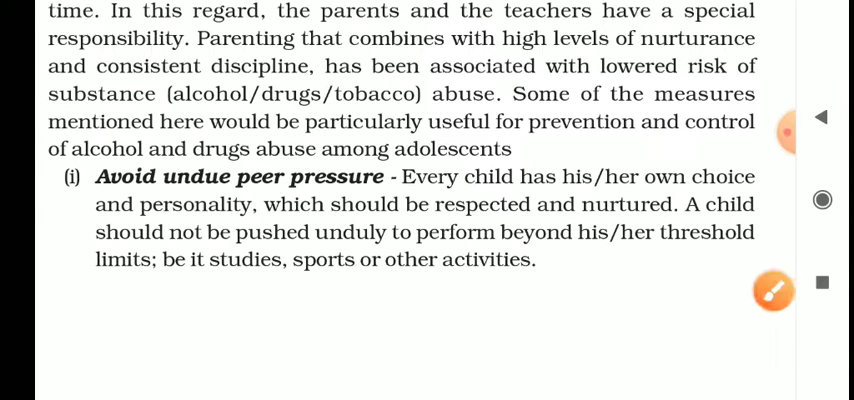 time. In this regard, the parents and the teachers have a special
responsibility. Parenting that combines with high levels of nurturance
and consistent discipline, has been associated with lowered risk of
substance (alcohol/drugs/tobacco) abuse. Some of the measures
mentioned here would be particularly useful for prevention and control
of alcohol and drugs abuse among adolescents
(i) Avoid undue peer pressure - Every child has his/her own choice
and personality, which should be respected and nurtured. A child
should not be pushed unduly to perform beyond his/her threshold
limits; be it studies, sports or other activities.